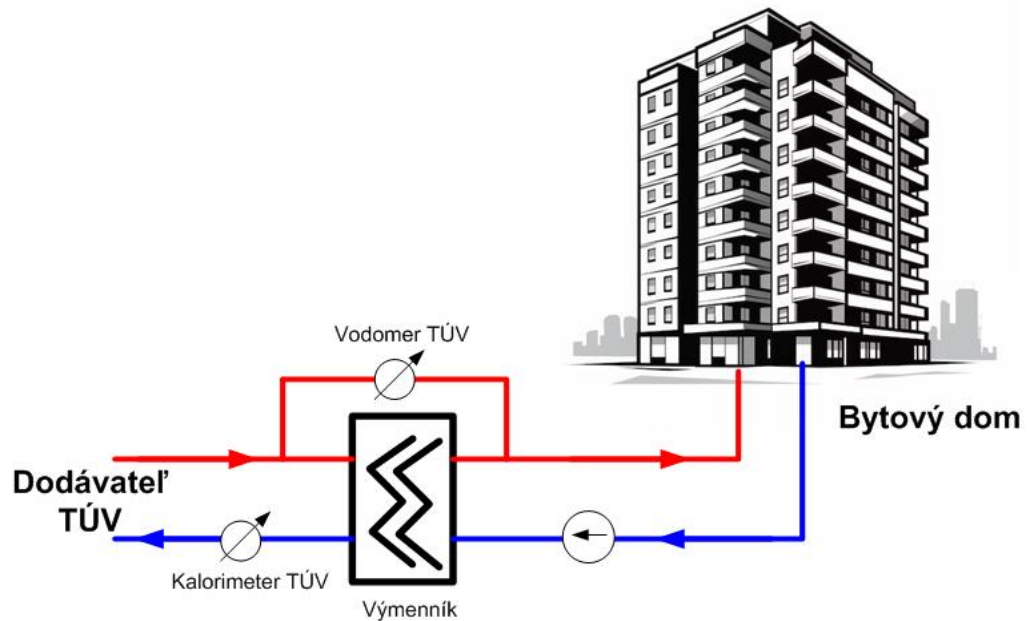 Vodomer TÚV
Bytový dom
Dodávateľ
TÚV
Kalorimeter TÚV
Výmenník